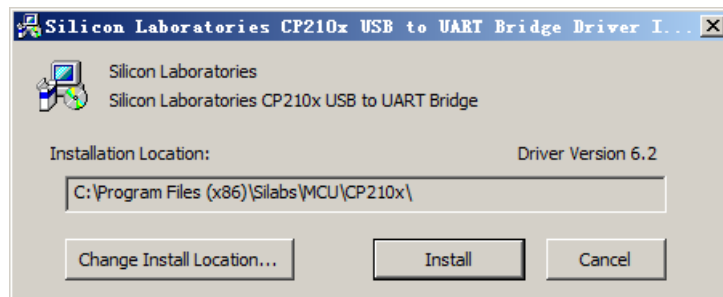 Silicon Laboratories CP210x USB to UART Bridge Driver I...
Silicon Laboratories
Silicon Laboratories CP210x USB to UART Bridge
Installation Location: Driver Version 6.2
C:\Program Files (x86)\Silabs\MCU\CP210x\
Change Install Location... Install Cancel